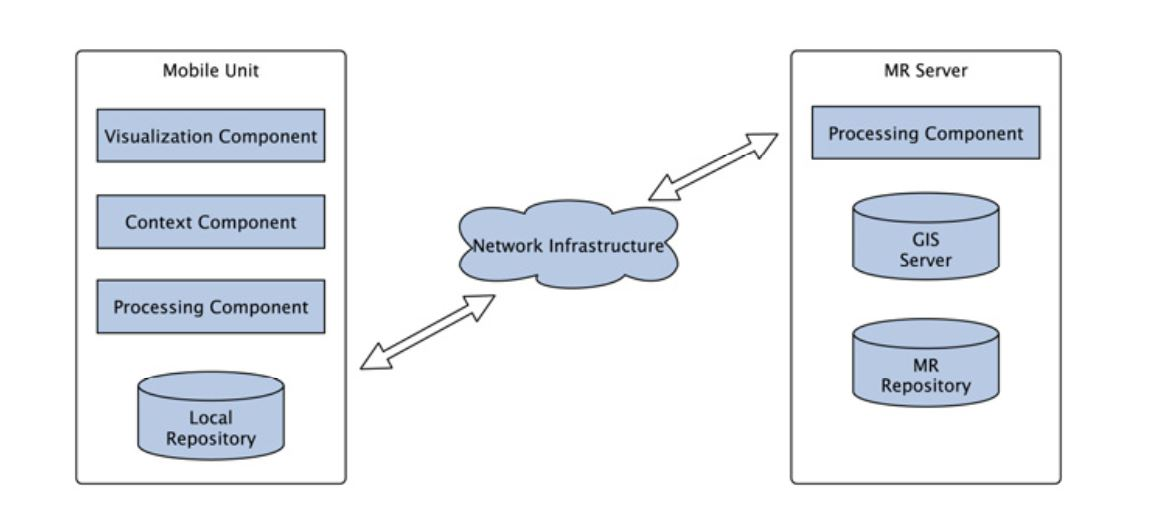 Mobile Unit
Visualization Component
Context Component
Processing Component
Local
Repository
Network Infrastructure
MR Server
Processing Component
GIS
Server
MR
Repository